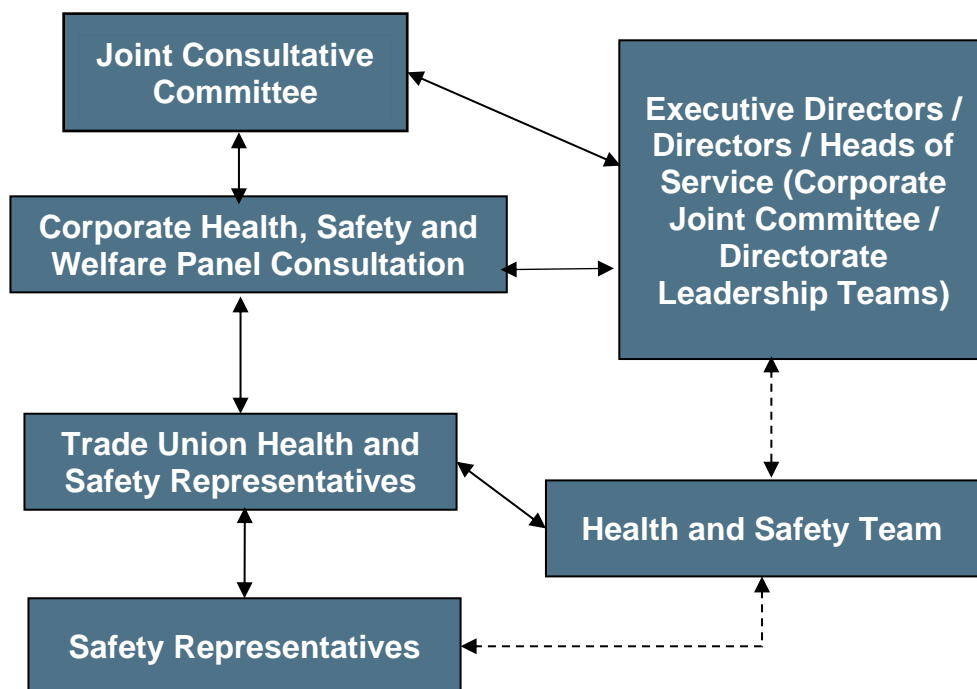 Joint Consultative
Committee
Executive Directors /
Directors / Heads of
Service (Corporate
Joint Committee /
Directorate
Leadership Teams)
Corporate Health, Safety and
Welfare Panel Consultation
Trade Union Health and
Safety Representatives
Health and Safety Team
Safety Representatives